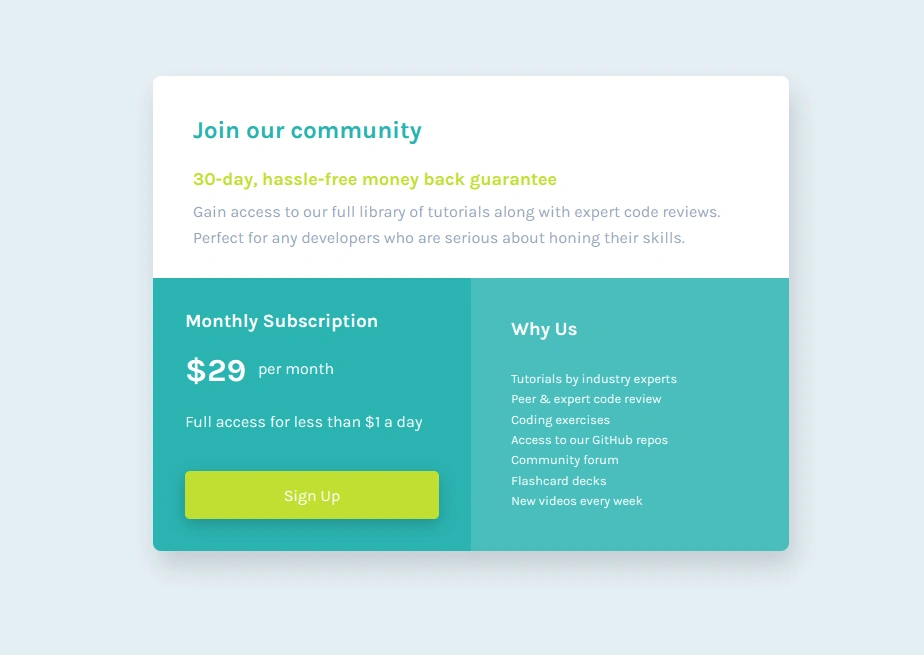 Join our community
30-day, hassle-free money back guarantee
Gain access to our full library of tutorials along with expert code reviews.
Perfect for any developers who are serious about honing their skills.
Monthly Subscription
$29 per month
Full access for less than $1 a day
Sign Up
Why Us
Tutorials by industry experts
Peer & expert code review
Coding exercises
Access to our GitHub repos
Community forum
Flashcard decks
New videos every week